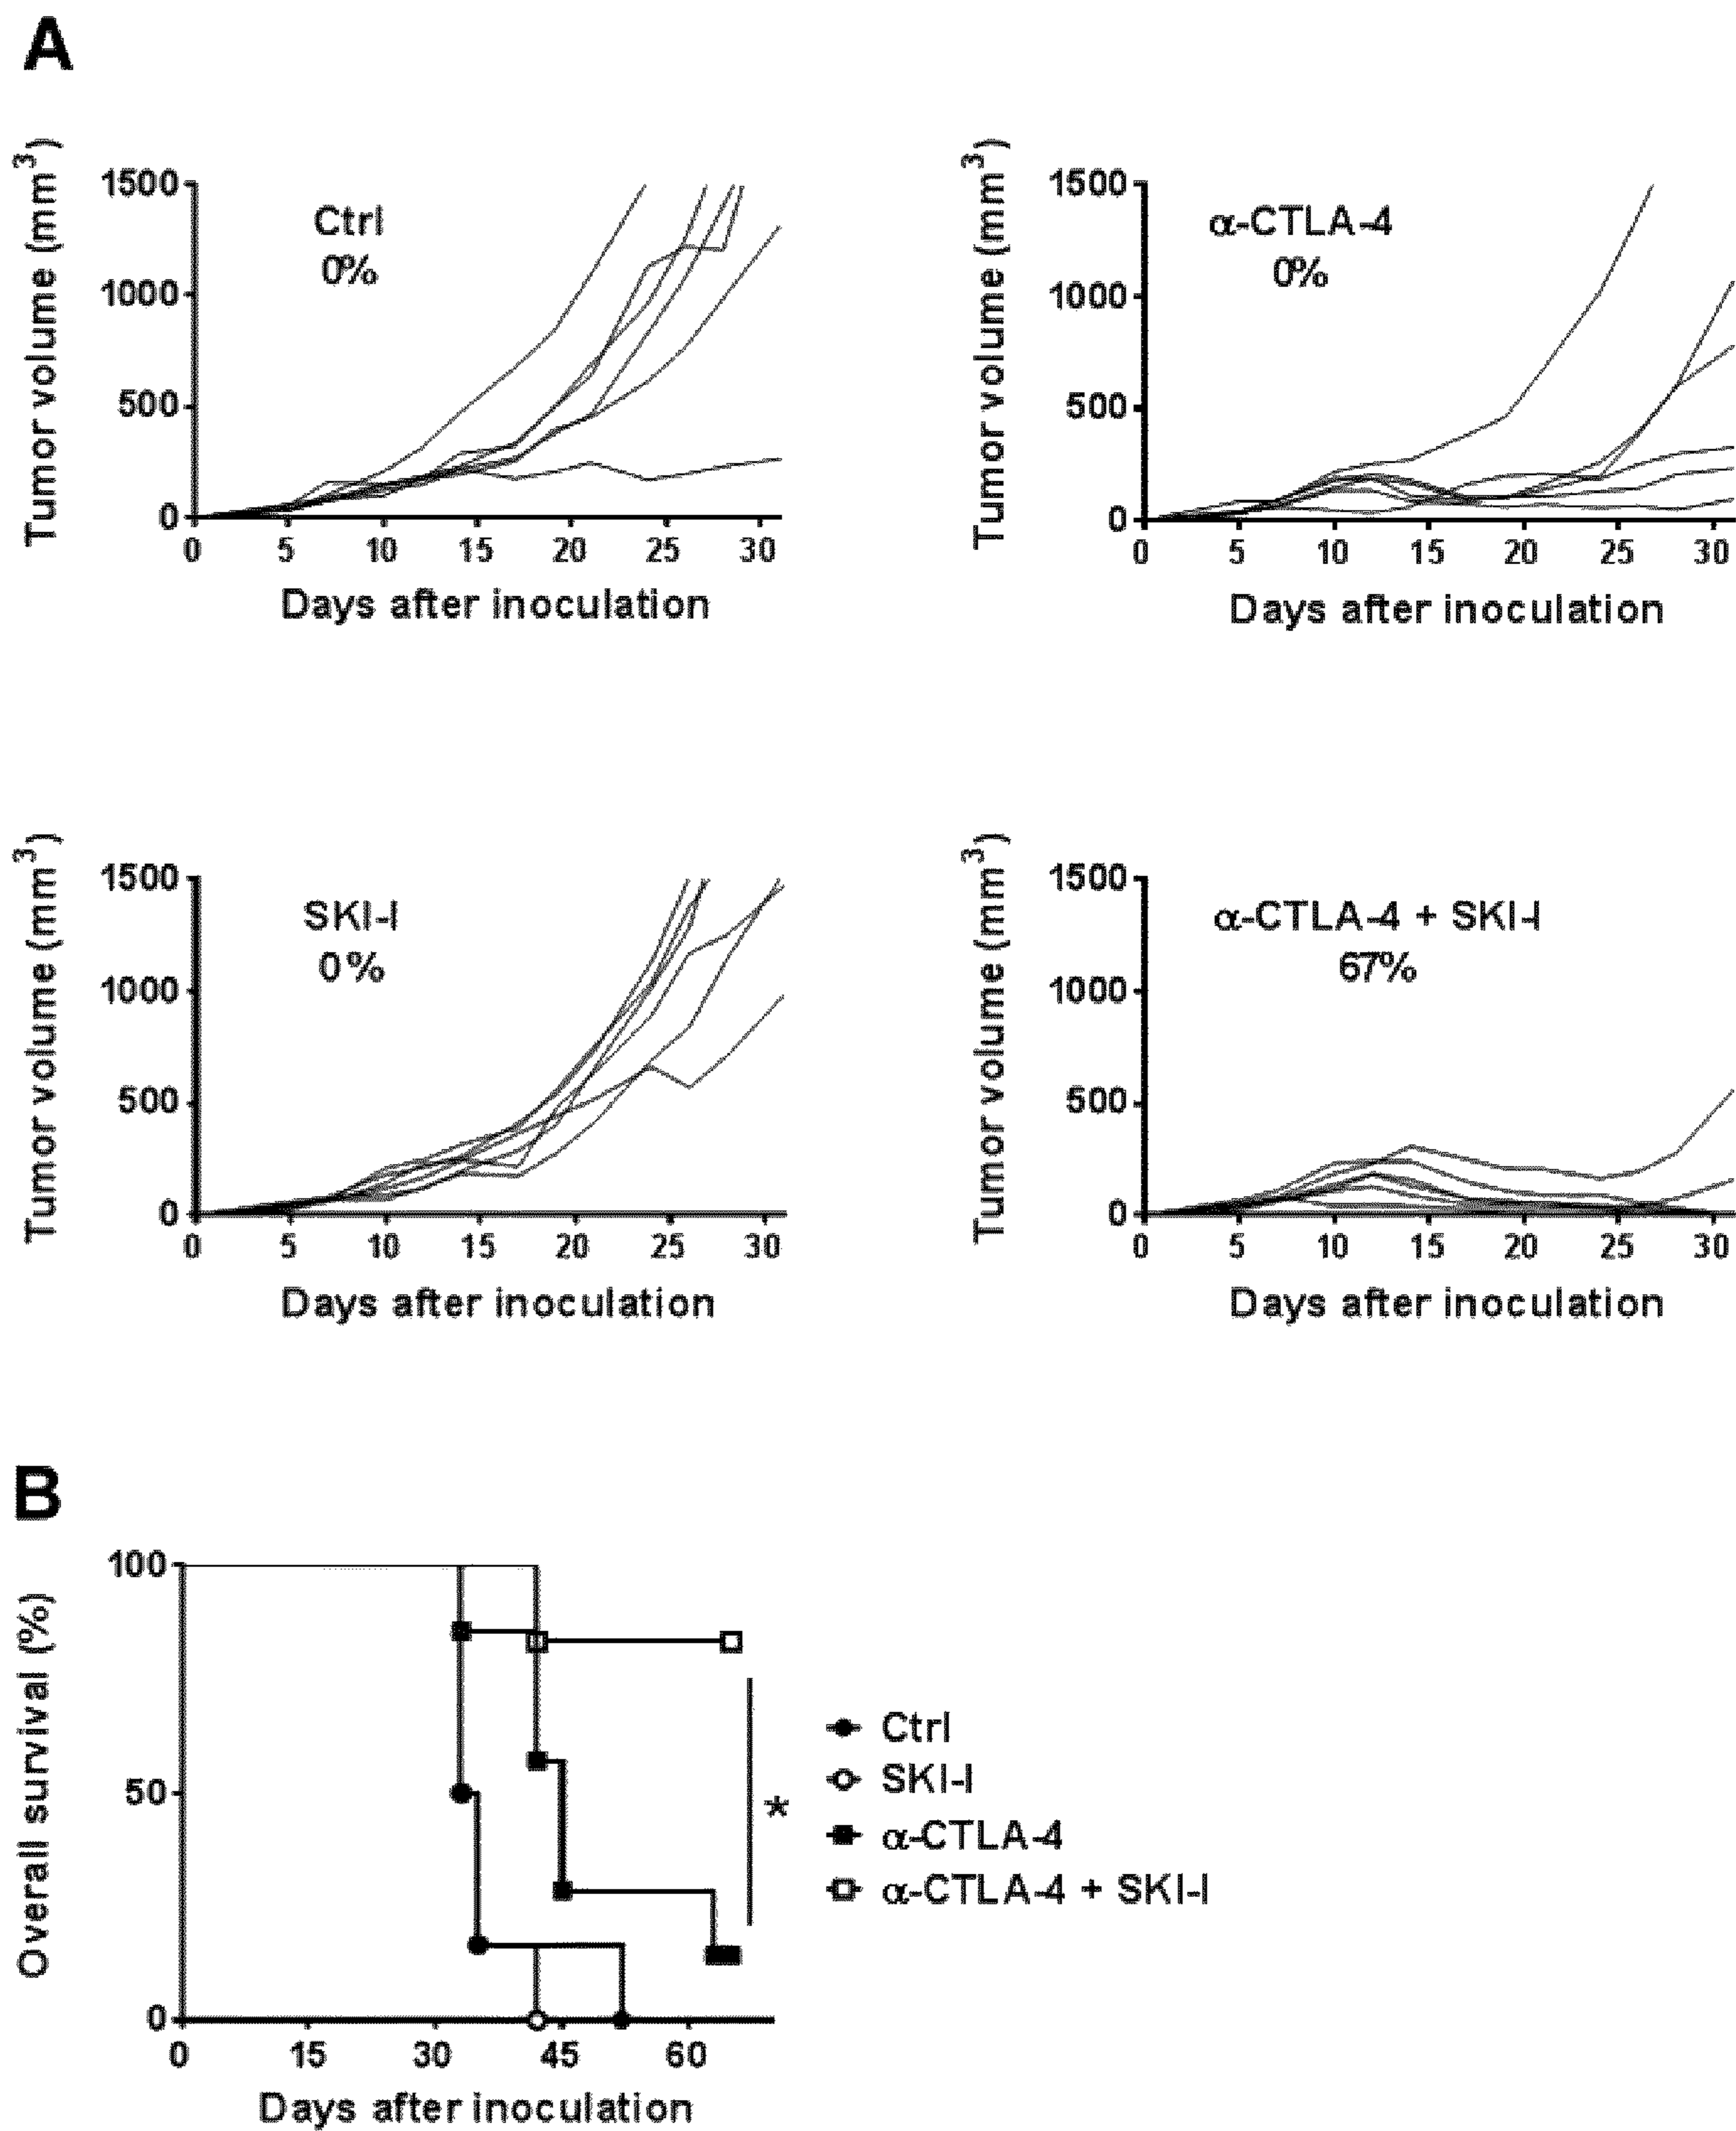 A
Tumor volume (mm³)
1500
1000
500
0
Ctrl
0%
0 5 10 15 20 25 30
Days after inoculation
Tumor volume (mm³)
1500
1000
500
0
α-CTLA-4
0%
0 5 10 15 20 25 30
Days after inoculation
Tumor volume (mm³)
1500
1000
500
0
SKI-I
0%
0 5 10 15 20 25 30
Days after inoculation
Tumor volume (mm³)
1500
1000
500
0
α-CTLA-4 + SKI-I
67%
0 5 10 15 20 25 30
Days after inoculation
B
Overall survival (%)
100
50
0
0 15 30 45 60
Days after inoculation
*
Ctrl
SKI-I
α-CTLA-4
α-CTLA-4 + SKI-I